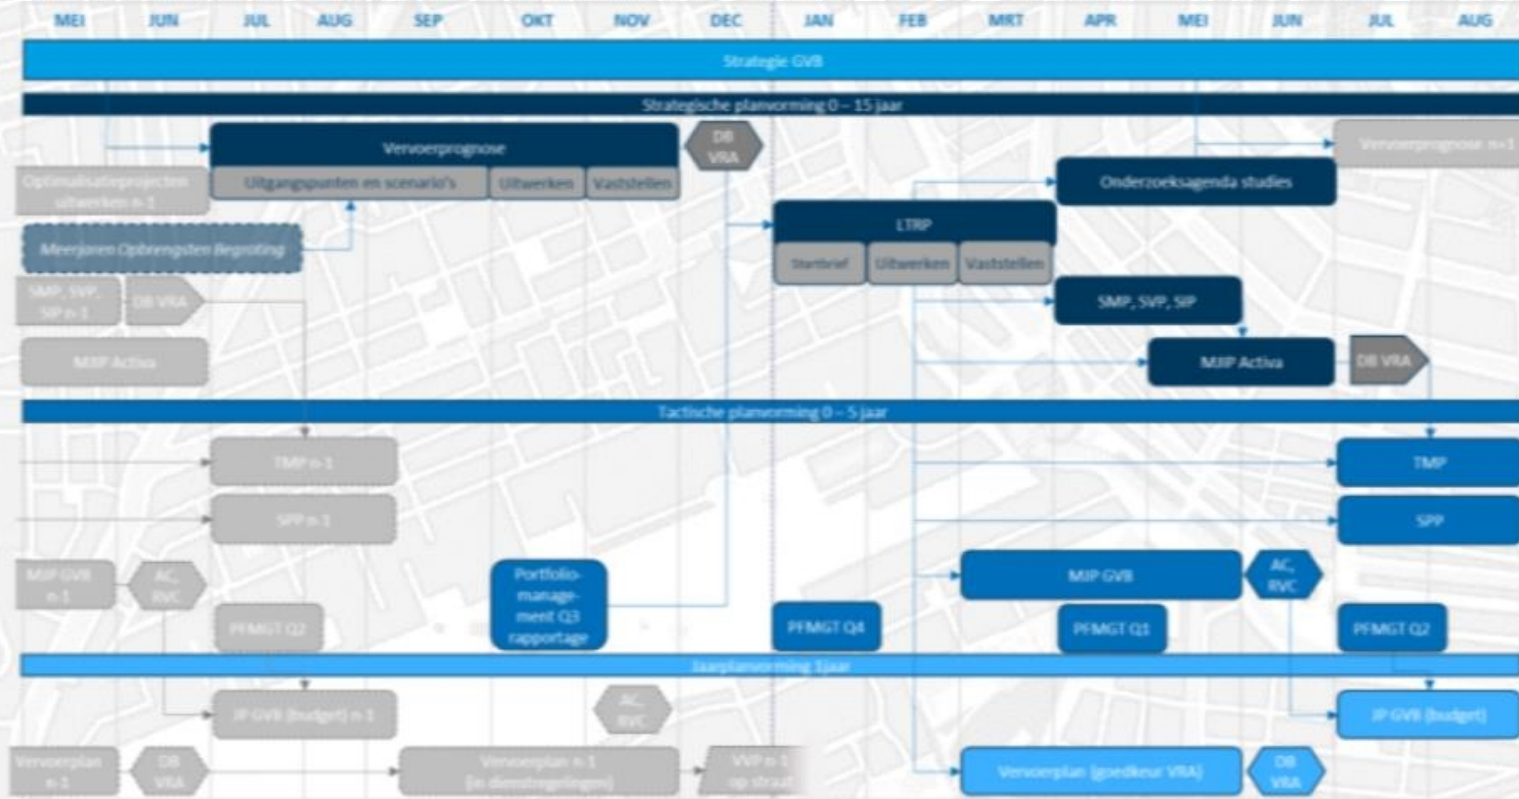 MEI JUN JUL AUG SEP OKT NOV DEC JAN FEB MRT APR MEI JUN JUL AUG
Strategie GVB
Strategische planvorming 0 – 15 jaar
Vervoerprognose
DB
VRA
Vervoerprognose n+1
Optimalisatieprojecten
uitwerken n-1
Uitgangspunten en scenario's
Uitwerken
Vaststellen
Onderzoeksagenda studies
LTRP
Startbrief
Uitwerken
Vaststellen
Meerjaren Opbrengsten Begroting
SMP, SVP,
SIP n-1
DB VRA
SMP, SVP, SIP
MJIP Activa
MJIP Activa
DB VRA
Tactische planvorming 0 – 5 jaar
TMP n-1
TMP
SPP n-1
SPP
MJP GVB
n-1
AC,
RVC
Portfolio-
manage-
ment Q3
rapportage
MJP GVB
AC,
RVC
PFMGT Q2
PFMGT Q4
PFMGT Q1
PFMGT Q2
Jaarplanvorming 1jaar
JP GVB (budget) n-1
AC,
RVC
JP GVB (budget)
Vervoerplan
n-1
DB
VRA
Vervoerplan n-1
(in dienstregelingen)
VVP n-1
op straat
Vervoerplan (goedkeur VRA)
DB
VRA